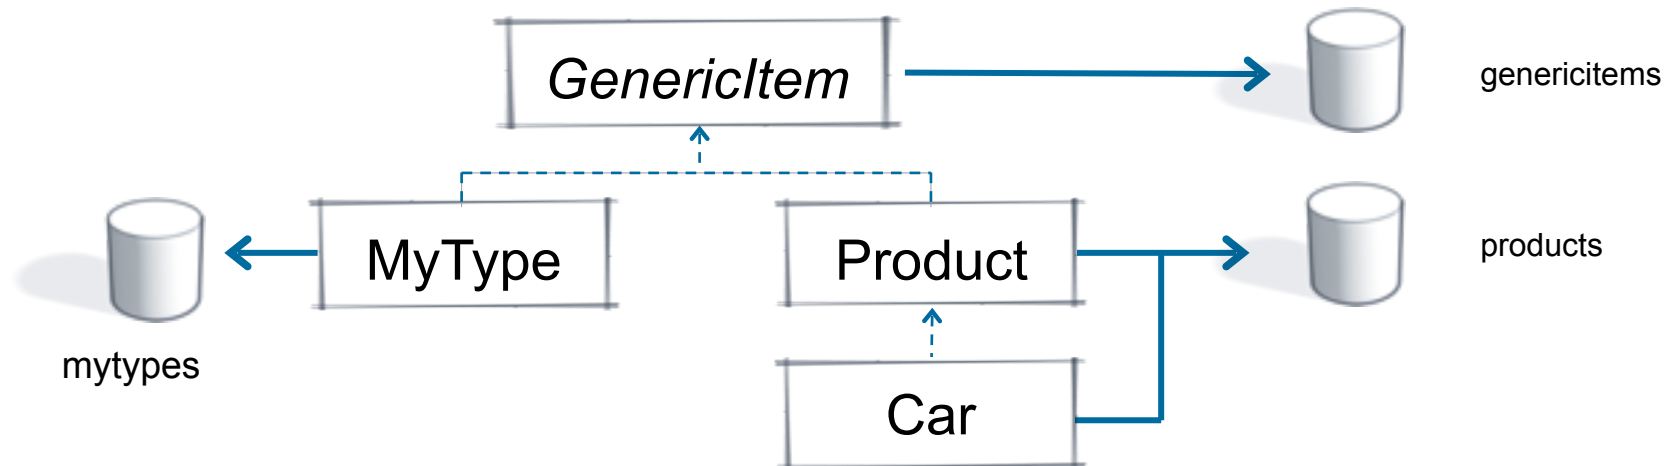 GenericItem
genericitems
MyType
Product
products
mytypes
Car